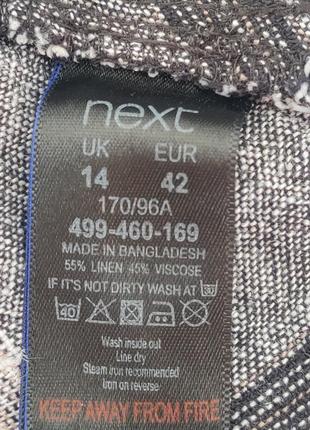 next
UK EUR
14 42
170/96A
499-460-169
MADE IN BANGLADESH
55% LINEN 45% VISCOSE
IF IT'S NOT DIRTY WASH AT
40
Wash inside out
Line dry
Steam iron recommended
Iron on reverse
KEEP AWAY FROM FIRE